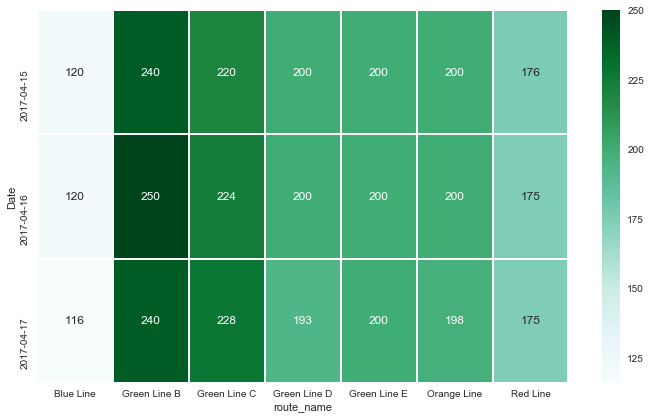 250
2017-04-15 120 240 220 200 200 200 176
225
200
Date
2017-04-16 120 250 224 200 200 200 175
175
150
2017-04-17 116 240 228 193 200 198 175
125
Blue Line Green Line B Green Line C Green Line D Green Line E Orange Line Red Line
route_name